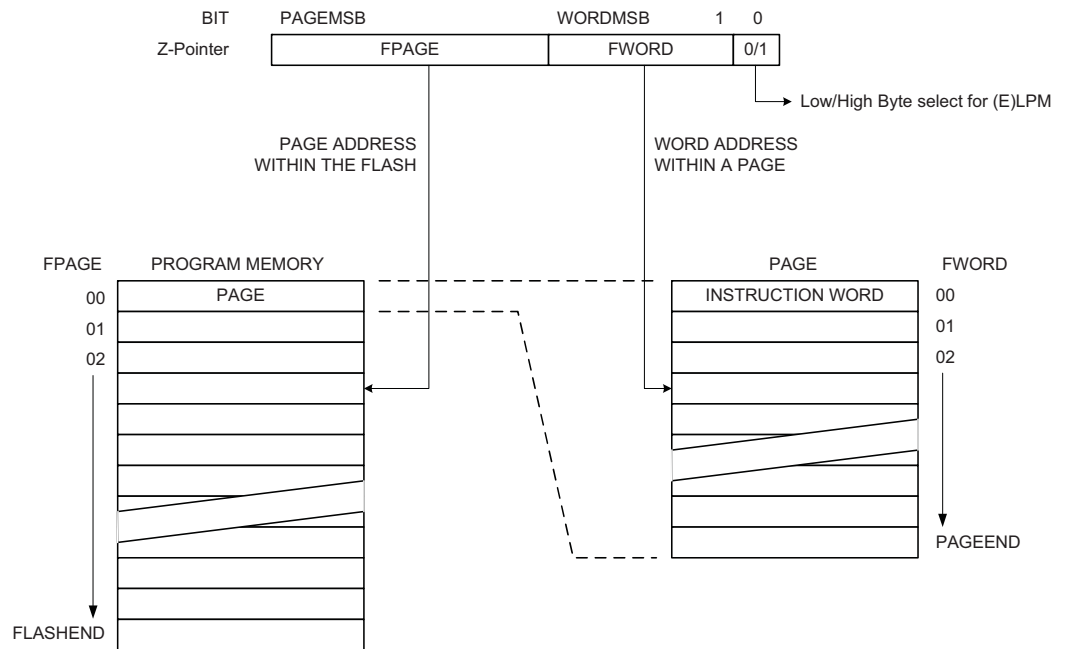 BIT PAGEMSB WORDMSB 1 0
Z-Pointer FPAGE FWORD 0/1
Low/High Byte select for (E)LPM
PAGE ADDRESS
WITHIN THE FLASH
WORD ADDRESS
WITHIN A PAGE
FPAGE PROGRAM MEMORY PAGE FWORD
00 PAGE INSTRUCTION WORD 00
01 01
02 02
PAGEEND
FLASHEND